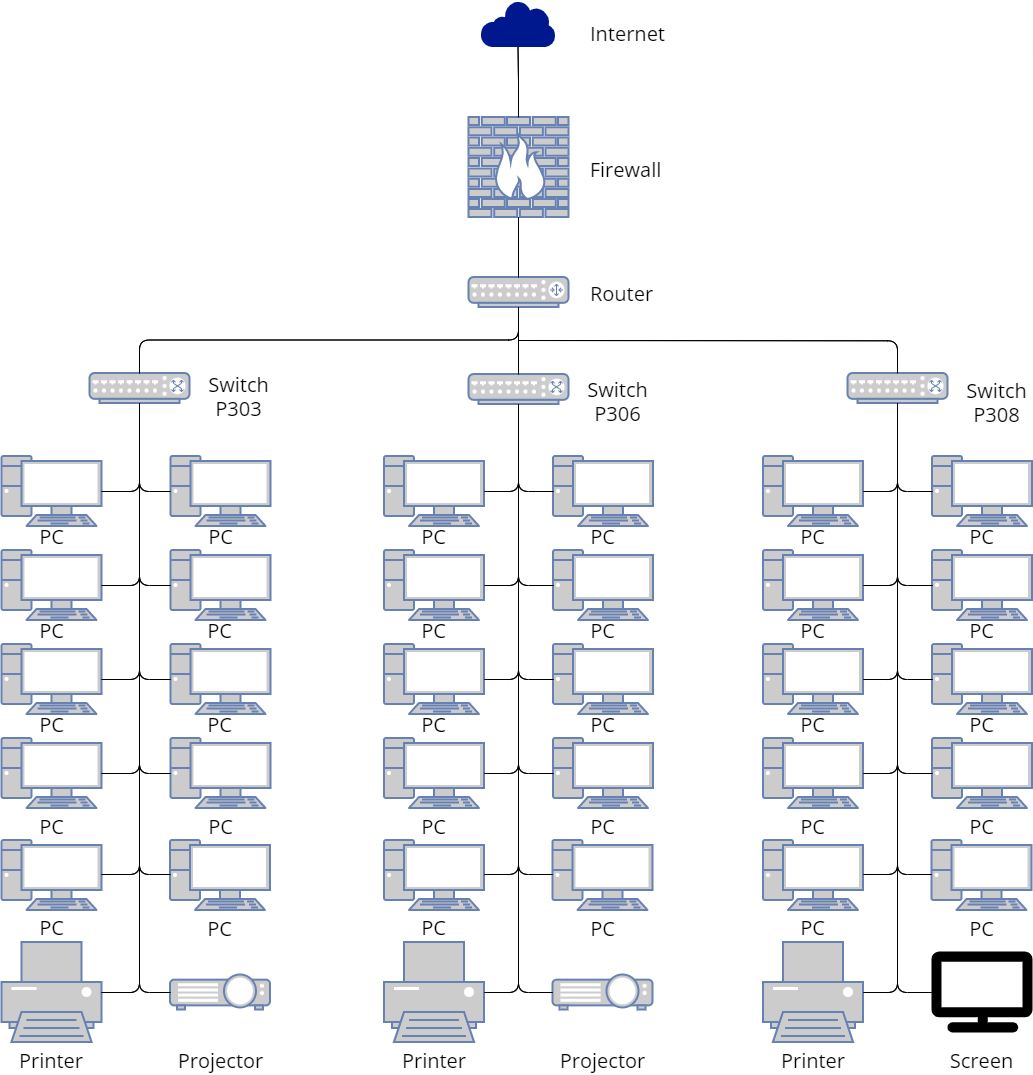 Internet
Firewall
Router
Switch
P303
Switch
P306
Switch
P308
PC PC PC PC PC PC
PC PC PC PC PC PC
PC PC PC PC PC PC
PC PC PC PC PC PC
PC PC PC PC PC PC
Printer Projector Printer Projector Printer Screen